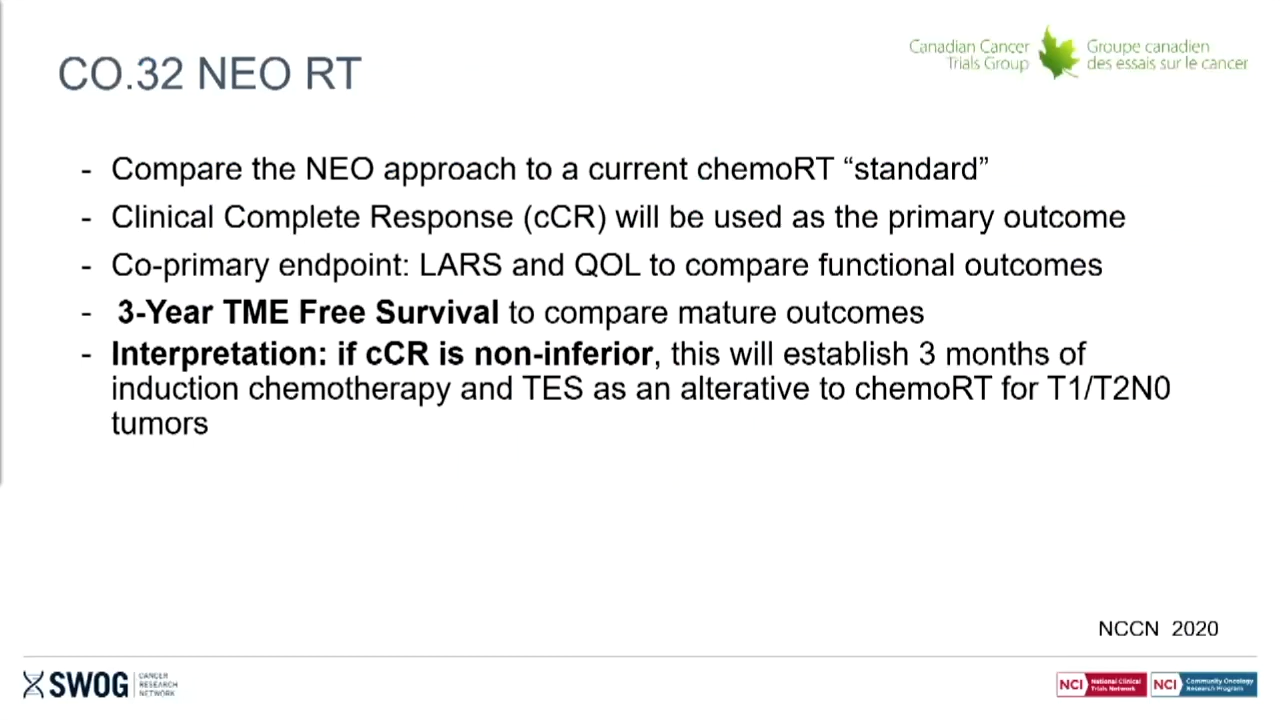 CO.32 NEO RT
Canadian Cancer Trials Group
Groupe canadien des essais sur le cancer
- Compare the NEO approach to a current chemoRT “standard”
- Clinical Complete Response (cCR) will be used as the primary outcome
- Co-primary endpoint: LARS and QOL to compare functional outcomes
- 3-Year TME Free Survival to compare mature outcomes
- Interpretation: if cCR is non-inferior, this will establish 3 months of
induction chemotherapy and TES as an alterative to chemoRT for T1/T2N0
tumors
NCCN 2020
SWOG
CANCER
RESEARCH
NETWORK
NCI National Clinical Trials Network
NCI Community Oncology Research Program